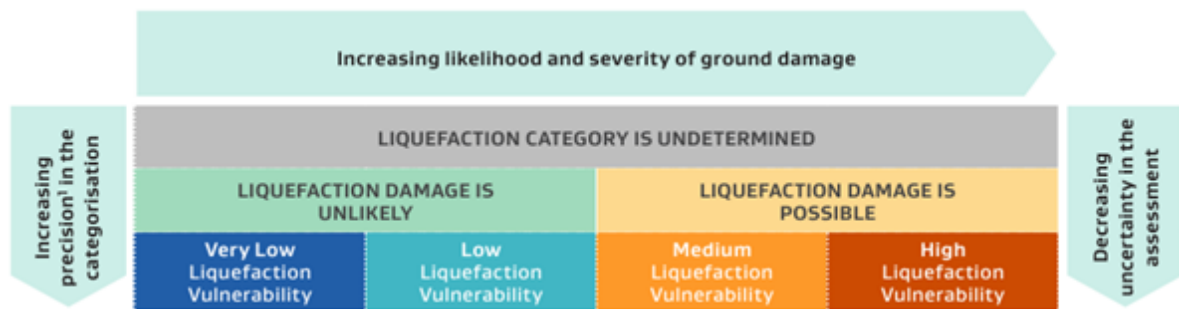 Increasing likelihood and severity of ground damage
Increasing
precision¹ in the
categorisation
LIQUEFACTION CATEGORY IS UNDETERMINED
LIQUEFACTION DAMAGE IS
UNLIKELY
LIQUEFACTION DAMAGE IS
POSSIBLE
Very Low
Liquefaction
Vulnerability
Low
Liquefaction
Vulnerability
Medium
Liquefaction
Vulnerability
High
Liquefaction
Vulnerability
Decreasing
uncertainty in the
assessment